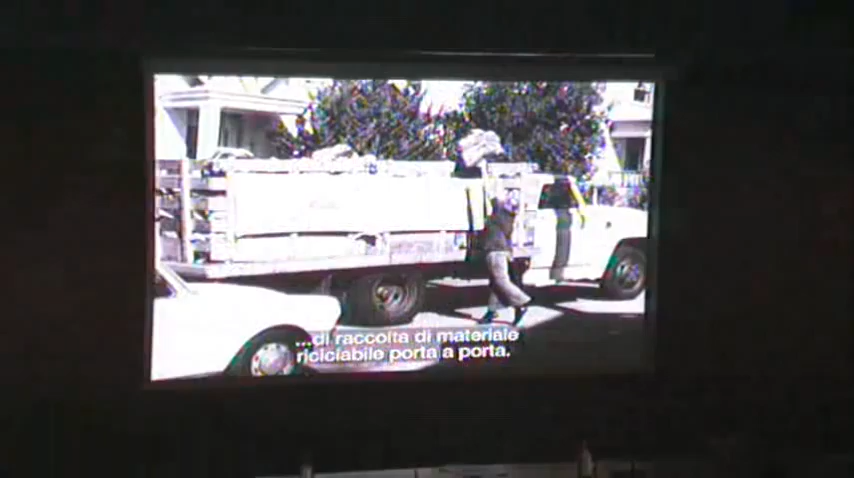 ...di raccolta di materiale
riciclabile porta a porta.